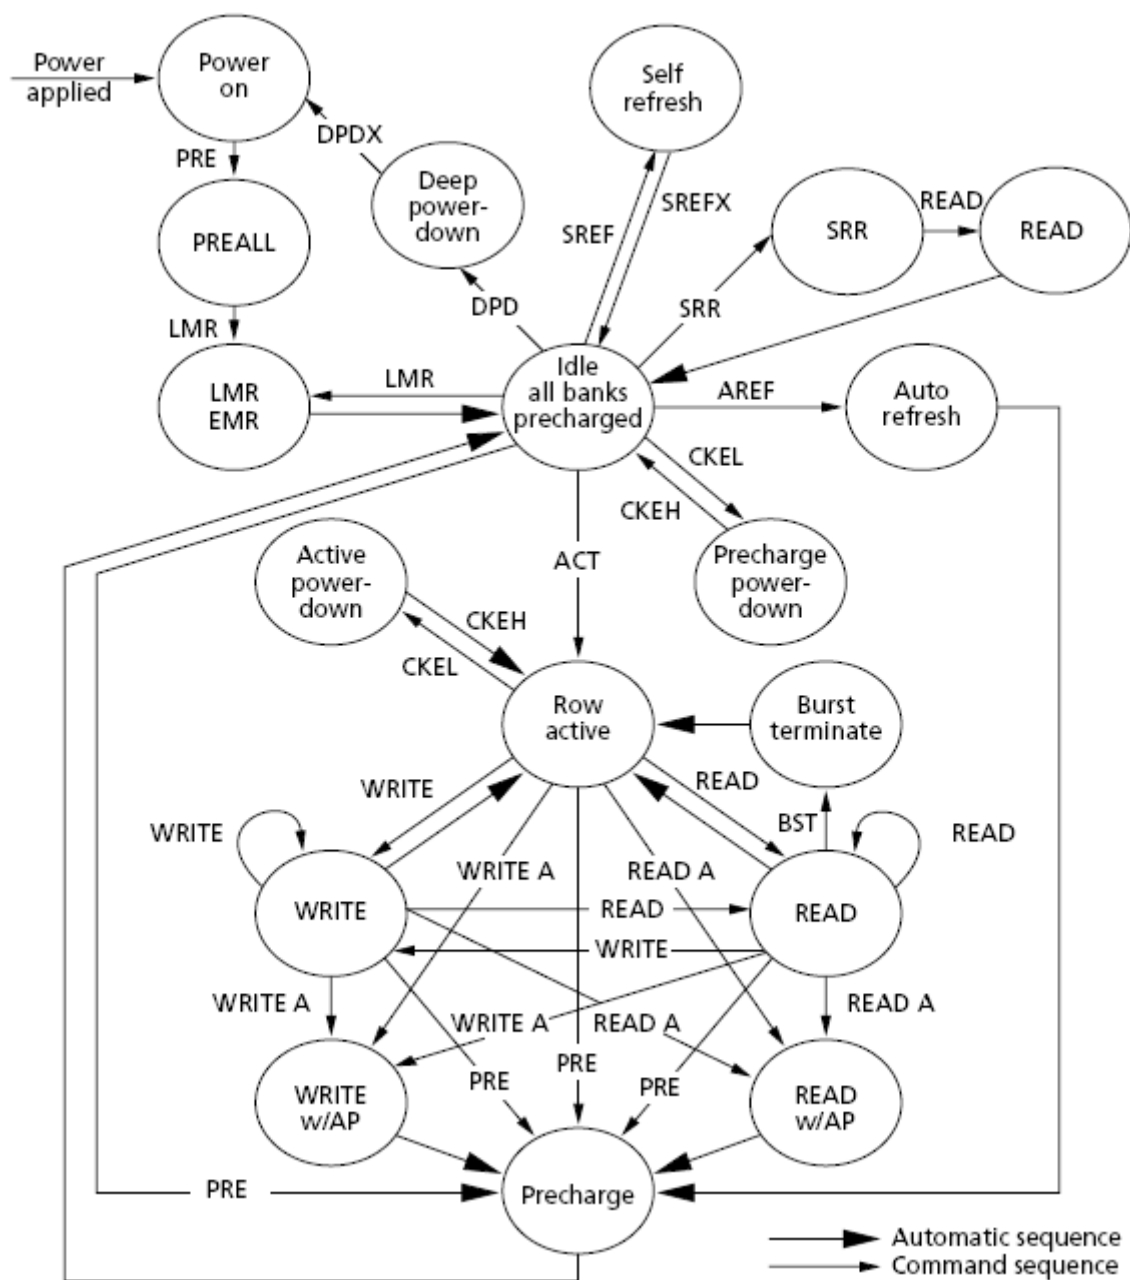 Power
applied
Power
on
Self
refresh
DPDX
PRE
Deep
power-
down
SREFX
SREF
SRR
READ
READ
PREALL
DPD
SRR
LMR
LMR
EMR
LMR
Idle
all banks
precharged
AREF
Auto
refresh
CKEL
CKEH
Active
power-
down
ACT
Precharge
power-
down
CKEH
CKEL
Row
active
Burst
terminate
WRITE
READ
WRITE
BST
READ
WRITE A
READ A
WRITE
READ
READ
WRITE
WRITE A
WRITE A
READ A
READ A
PRE
PRE
PRE
WRITE
w/AP
READ
w/AP
PRE
Precharge
Automatic sequence
Command sequence